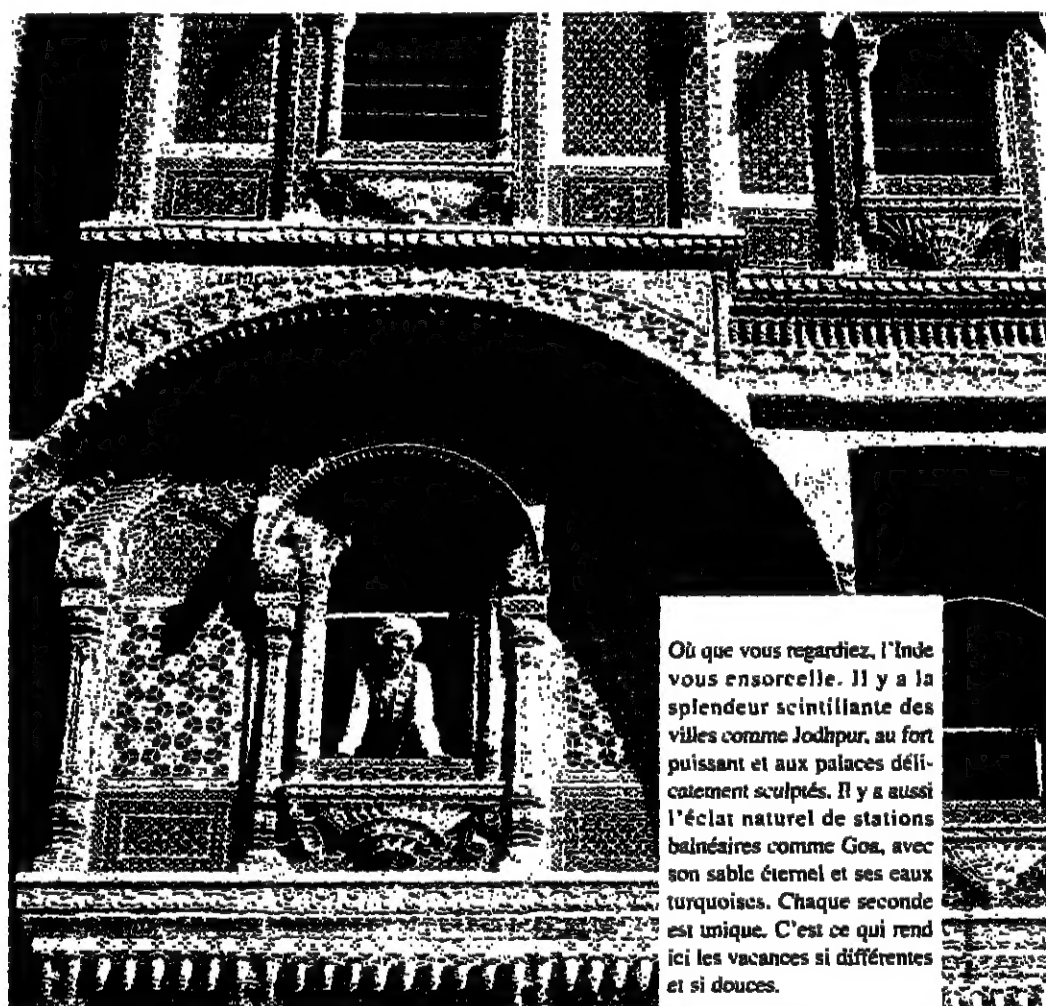 Où que vous regardiez, l'Inde
vous ensorcelle. Il y a la
splendeur scintillante des
villes comme Jodhpur, au fort
puissant et aux palaces déli-
catement sculptés. Il y a aussi
l'éclat naturel de stations
balnéaires comme Goa, avec
son sable éternel et ses eaux
turquoises. Chaque seconde
est unique. C'est ce qui rend
ici les vacances si différentes
et si douces.